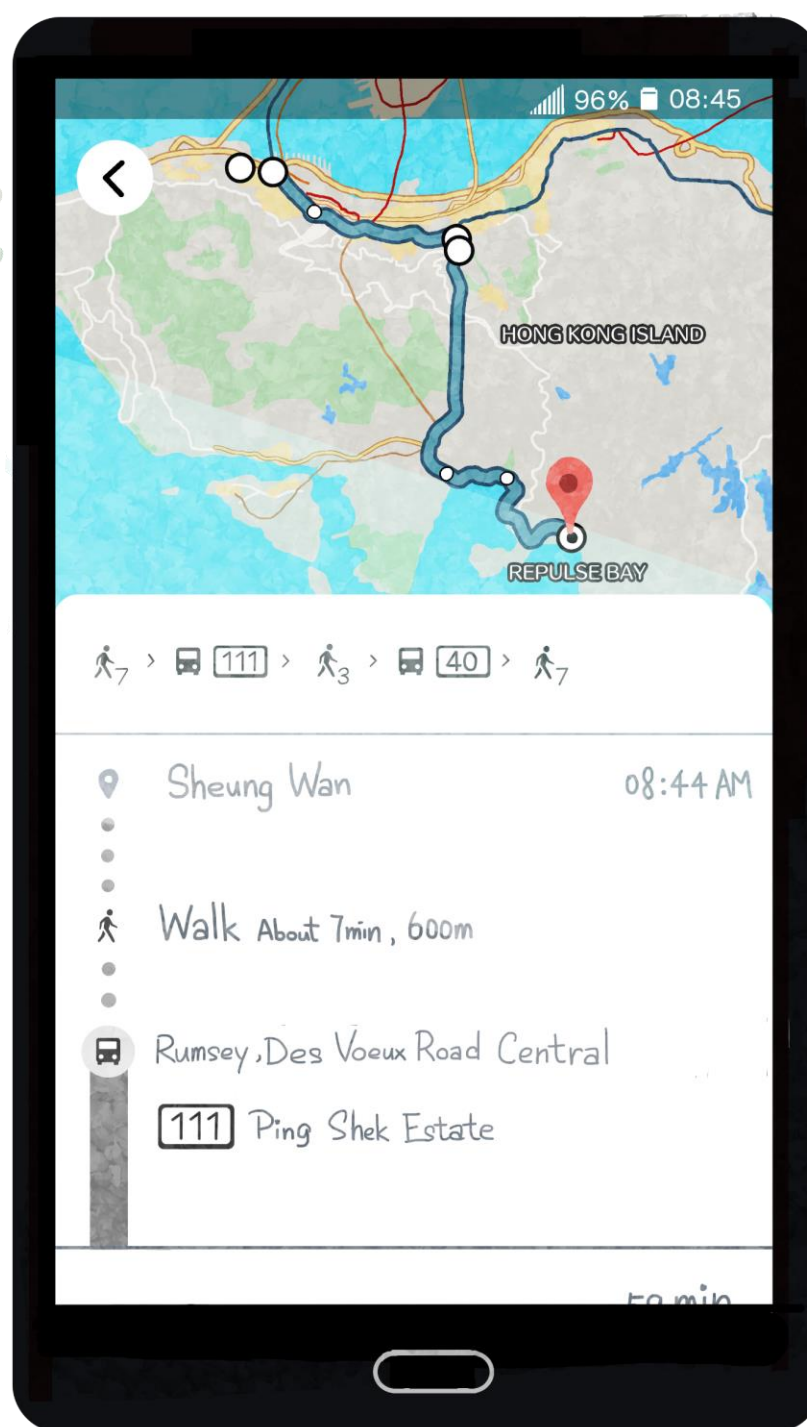 96% 08:45
HONG KONG ISLAND
REPULSE BAY
7 > 111 > 3 > 40 > 7
Sheung Wan 08:44 AM
Walk About 7min, 600m
Rumsey, Des Voeux Road Central
111 Ping Shek Estate
min